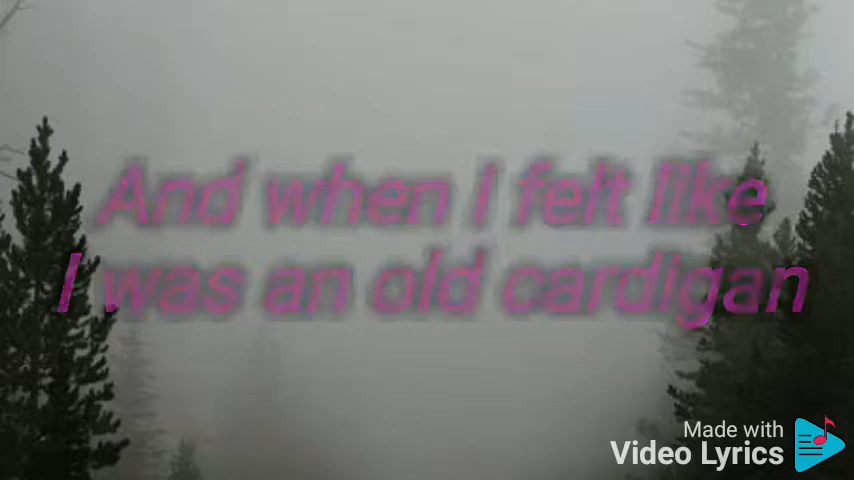 And when I felt like
I was an old cardigan
Made with
Video Lyrics